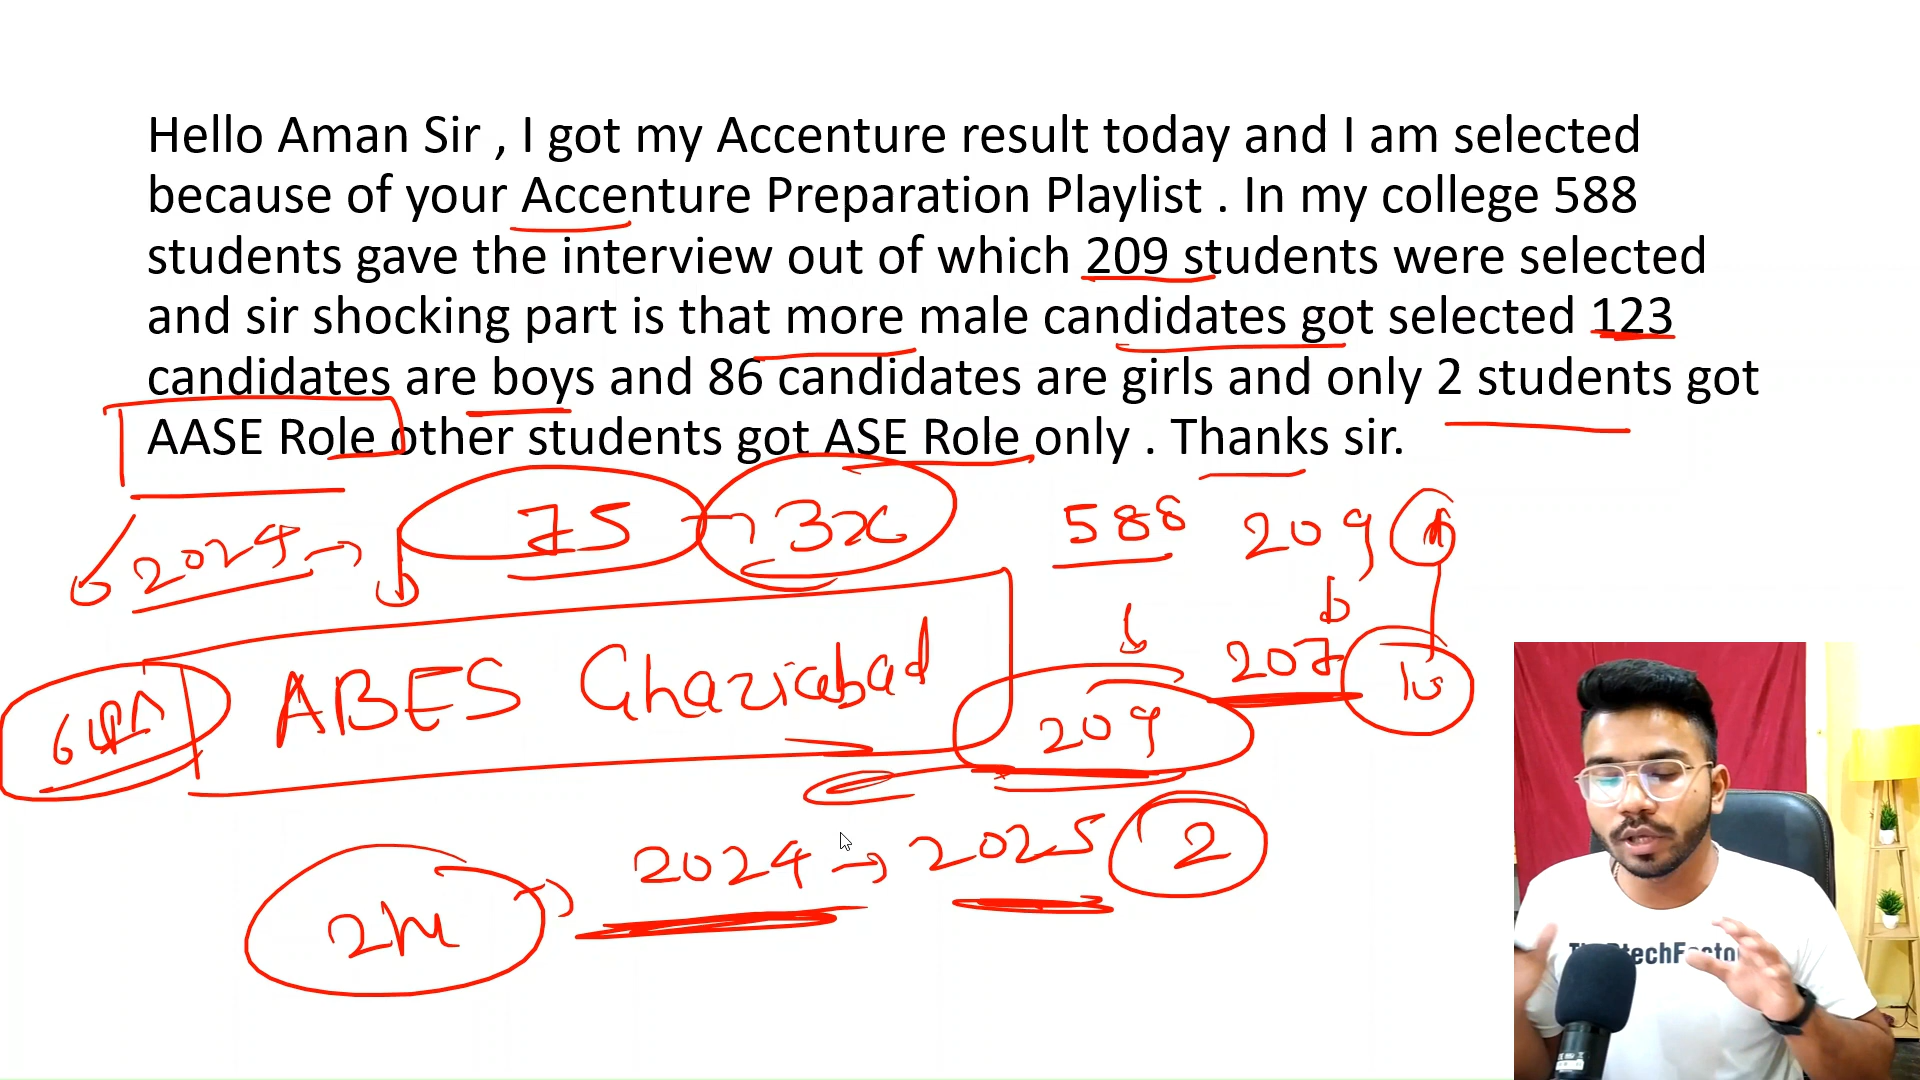 Hello Aman Sir , I got my Accenture result today and I am selected
because of your Accenture Preparation Playlist . In my college 588
students gave the interview out of which 209 students were selected
and sir shocking part is that more male candidates got selected 123
candidates are boys and 86 candidates are girls and only 2 students got
AASE Role other students got ASE Role only . Thanks sir.
2024 75 3x 588 209
ABES Ghaziabad 207
6 LPA 209
2024 → 2025 2